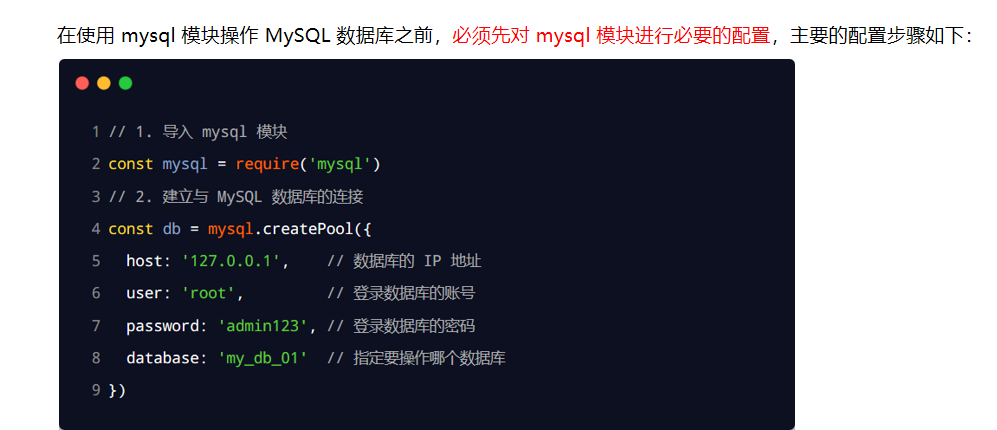 在使用 mysql 模块操作 MySQL 数据库之前，必须先对 mysql 模块进行必要的配置，主要的配置步骤如下：
1 // 1. 导入 mysql 模块
2 const mysql = require('mysql')
3 // 2. 建立与 MySQL 数据库的连接
4 const db = mysql.createPool({
5   host: '127.0.0.1',    // 数据库的 IP 地址
6   user: 'root',         // 登录数据库的账号
7   password: 'admin123', // 登录数据库的密码
8   database: 'my_db_01'  // 指定要操作哪个数据库
9 })